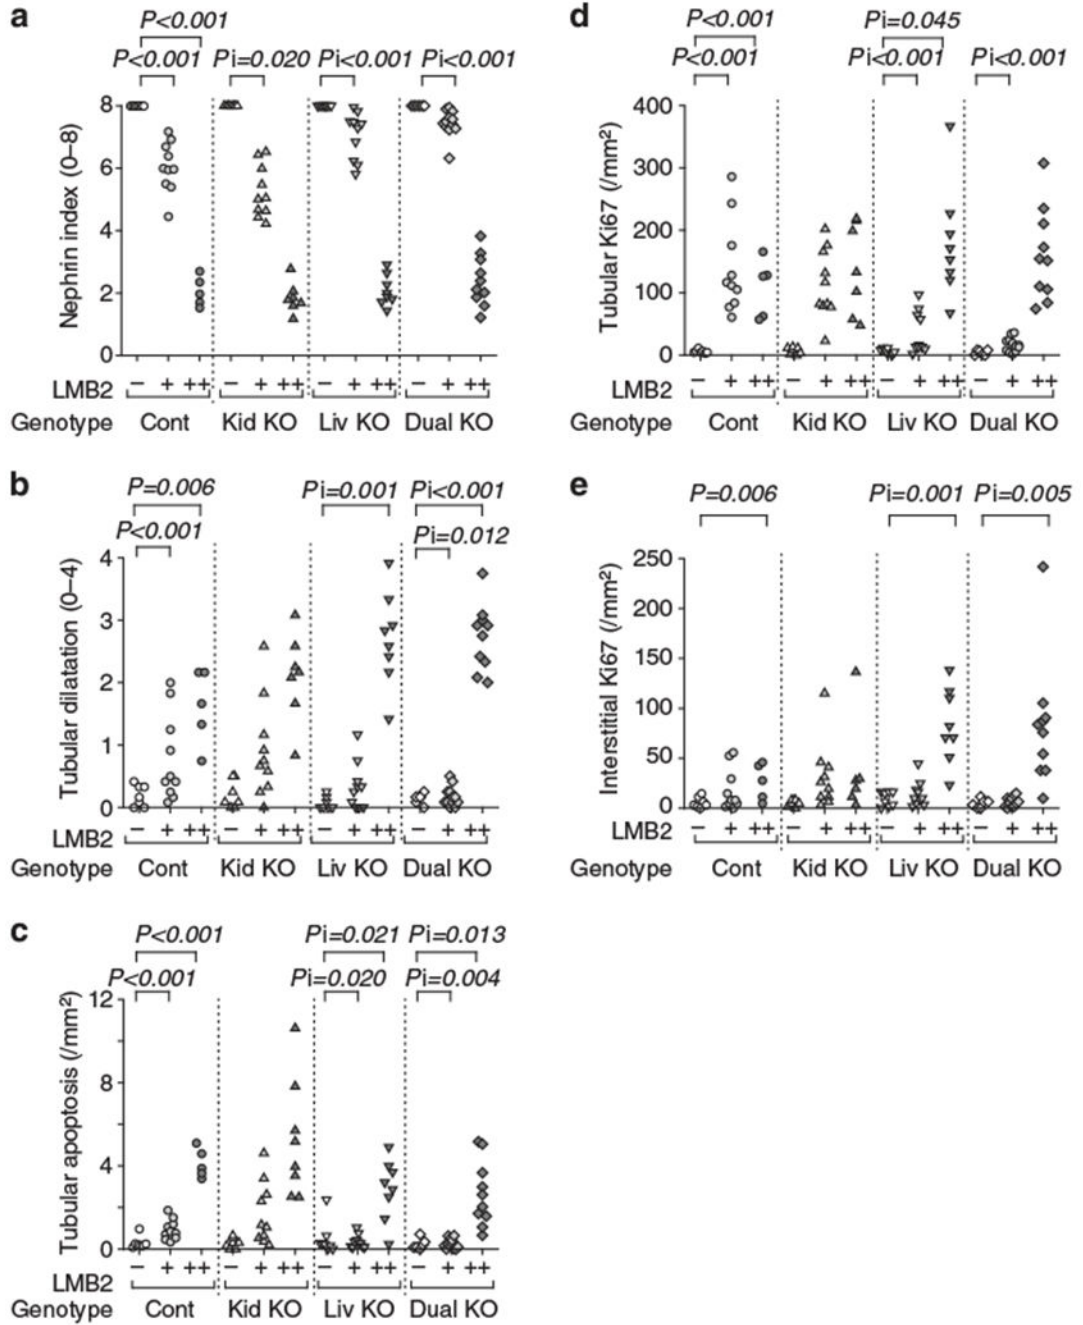 a
P<0.001
P<0.001 Pi=0.020 Pi<0.001 Pi<0.001
Nephrin index (0–8)
8
6
4
2
0
LMB2 – + ++ – + ++ – + ++ – + ++
Genotype Cont Kid KO Liv KO Dual KO
b
P=0.006 Pi=0.001 Pi<0.001
P<0.001 Pi=0.012
Tubular dilatation (0–4)
4
3
2
1
0
LMB2 – + ++ – + ++ – + ++ – + ++
Genotype Cont Kid KO Liv KO Dual KO
c
P<0.001 Pi=0.021 Pi=0.013
P<0.001 Pi=0.020 Pi=0.004
Tubular apoptosis (/mm²)
12
8
4
0
LMB2 – + ++ – + ++ – + ++ – + ++
Genotype Cont Kid KO Liv KO Dual KO
d
P<0.001 Pi=0.045
P<0.001 Pi<0.001 Pi<0.001
Tubular Ki67 (/mm²)
400
300
200
100
0
LMB2 – + ++ – + ++ – + ++ – + ++
Genotype Cont Kid KO Liv KO Dual KO
e
P=0.006 Pi=0.001 Pi=0.005
Interstitial Ki67 (/mm²)
250
200
150
100
50
0
LMB2 – + ++ – + ++ – + ++ – + ++
Genotype Cont Kid KO Liv KO Dual KO